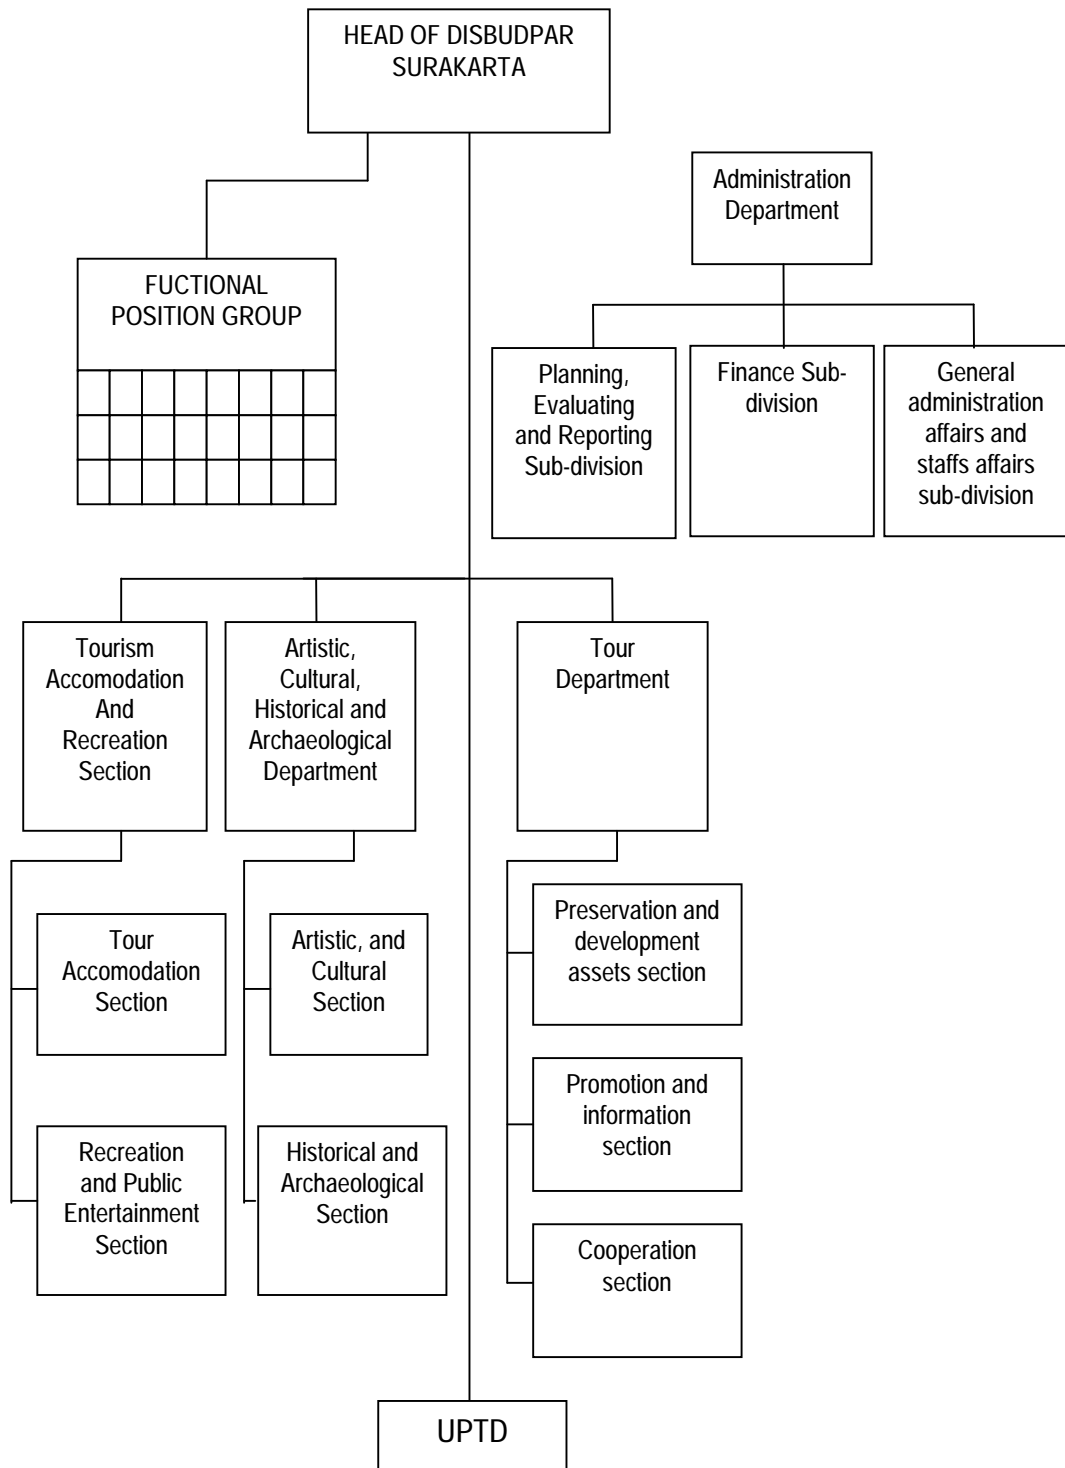 HEAD OF DISBUDPAR
SURAKARTA
Administration
Department
FUCTIONAL
POSITION GROUP
Planning,
Evaluating
and Reporting
Sub-division
Finance Sub-
division
General
administration
affairs and
staffs affairs
sub-division
Tourism
Accomodation
And
Recreation
Section
Artistic,
Cultural,
Historical and
Archaeological
Department
Tour
Department
Tour
Accomodation
Section
Artistic, and
Cultural
Section
Preservation and
development
assets section
Recreation
and Public
Entertainment
Section
Historical and
Archaeological
Section
Promotion and
information
section
Cooperation
section
UPTD